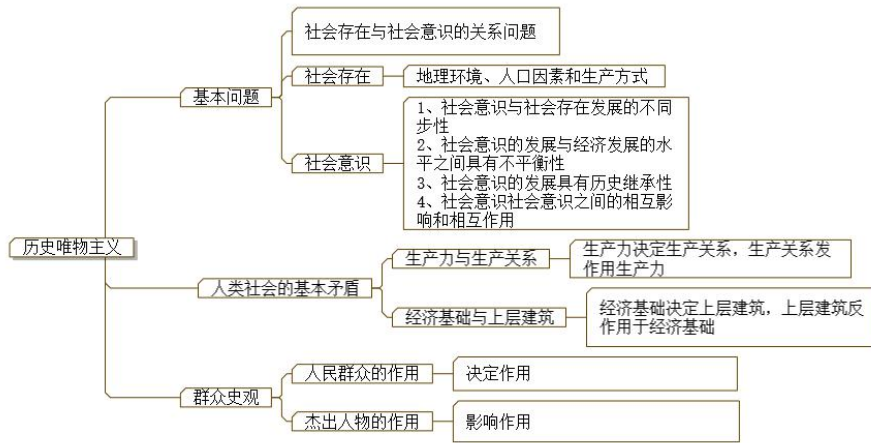 社会存在与社会意识的关系问题
社会存在
地理环境、人口因素和生产方式
基本问题
1、社会意识与社会存在发展的不同
步性
2、社会意识的发展与经济发展的水
平之间具有不平衡性
社会意识
3、社会意识的发展具有历史继承性
4、社会意识社会意识之间的相互影
响和相互作用
历史唯物主义
生产力与生产关系
生产力决定生产关系，生产关系发
作用生产力
人类社会的基本矛盾
经济基础与上层建筑
经济基础决定上层建筑，上层建筑反
作用于经济基础
人民群众的作用
决定作用
群众史观
杰出人物的作用
影响作用